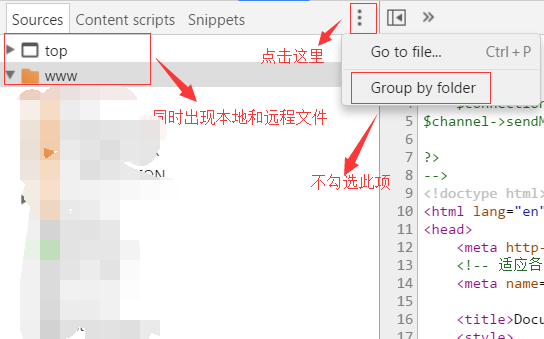 Sources Content scripts Snippets
top
www
点击这里
同时出现本地和远程文件
不勾选此项
Go to file... Ctrl + P
Group by folder
5 $channel->sendM
6
7 ?>
8 -->
9 <!doctype html>
10 <html lang="en"
11 <head>
12 <meta http-
13 <!-- 适应各
14 <meta name=
15
16 <title>Docu
17 <style>